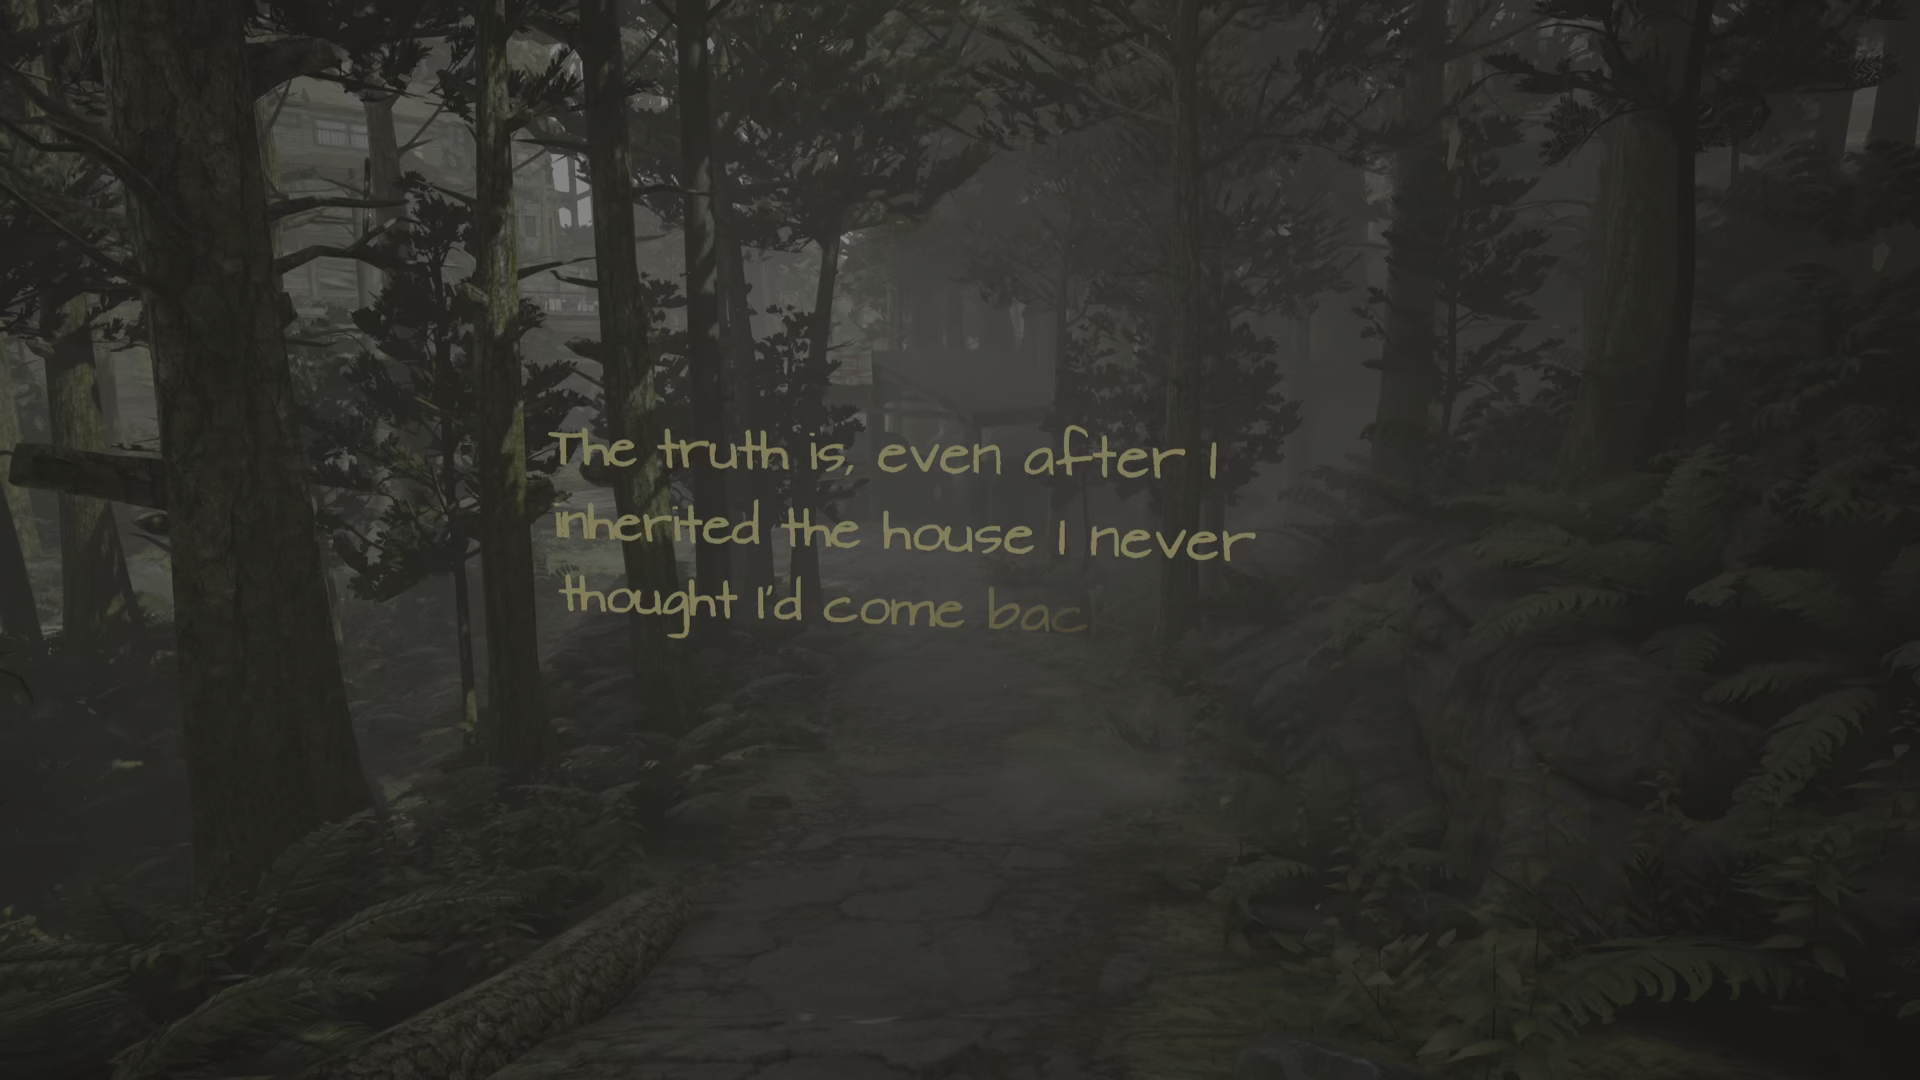 The truth is, even after I
inherited the house I never
thought I'd come bac